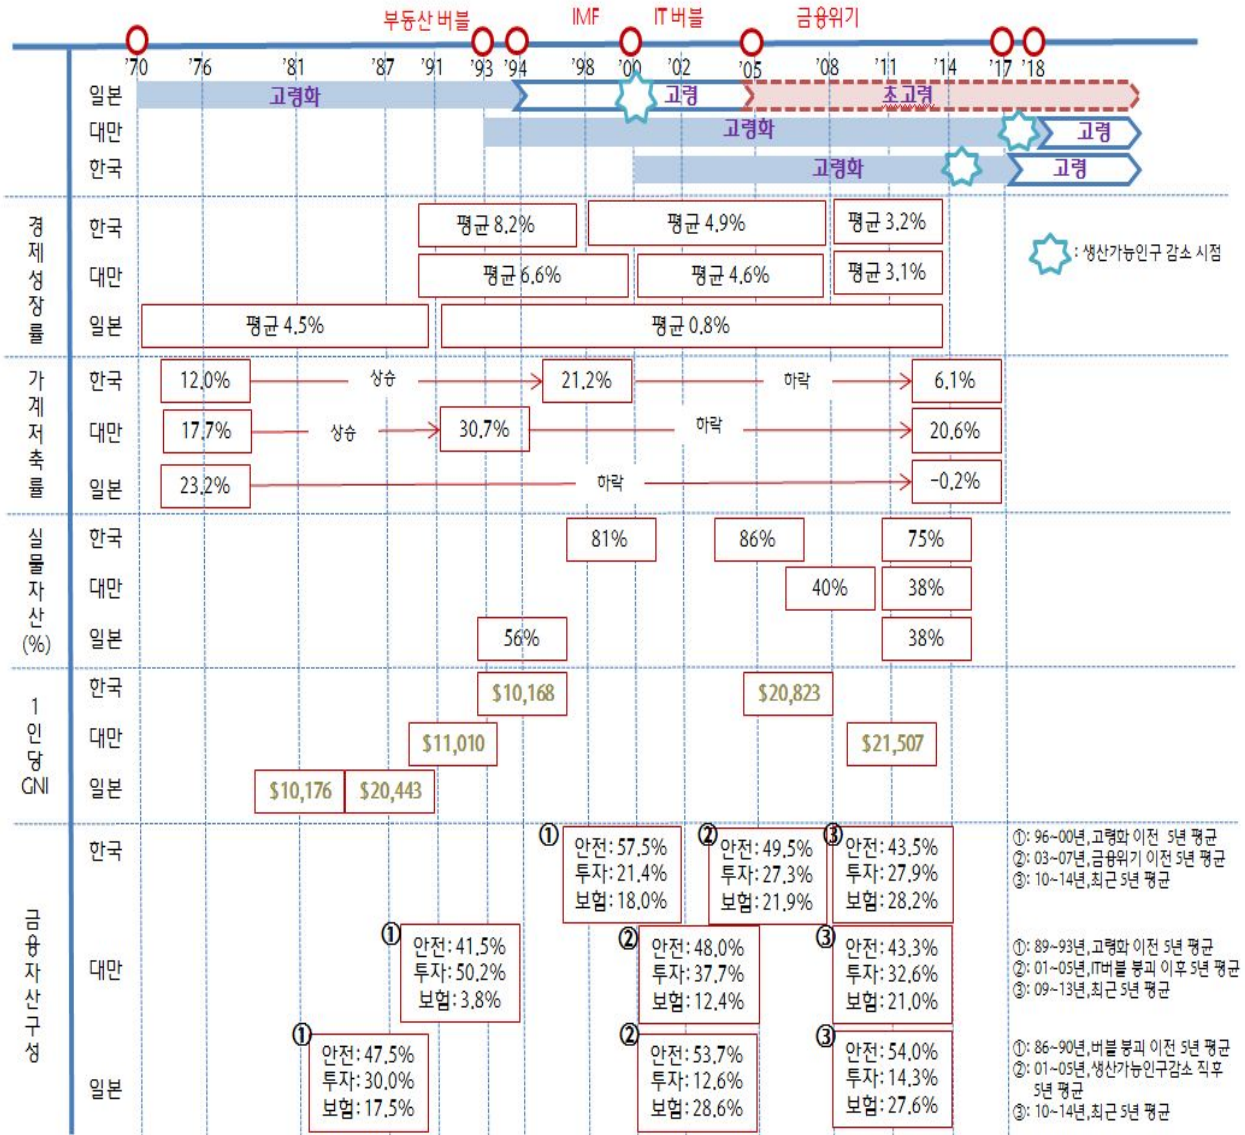 부동산 버블 IMF IT 버블 금융위기
'70 '76 '81 '87 '91 '93 '94 '98 '00 '02 '05 '08 '11 '14 '17 '18
일본 고령화 고령 초고령
대만 고령화 고령
한국 고령화 고령
: 생산가능인구 감소 시점
경제성장률
한국 평균 8.2% 평균 4.9% 평균 3.2%
대만 평균 6.6% 평균 4.6% 평균 3.1%
일본 평균 4.5% 평균 0.8%
가계저축률
한국 12.0% 상승 21.2% 하락 6.1%
대만 17.7% 상승 30.7% 하락 20.6%
일본 23.2% 하락 -0.2%
실물자산(%)
한국 81% 86% 75%
대만 40% 38%
일본 56% 38%
1인당 GNI
한국 $10,168 $20,823
대만 $11,010 $21,507
일본 $10,176 $20,443
금융자산구성
한국
① 안전: 57.5%
투자: 21.4%
보험: 18.0%
② 안전: 49.5%
투자: 27.3%
보험: 21.9%
③ 안전: 43.5%
투자: 27.9%
보험: 28.2%
①: 96~00년, 고령화 이전 5년 평균
②: 03~07년, 금융위기 이전 5년 평균
③: 10~14년, 최근 5년 평균
대만
① 안전: 41.5%
투자: 50.2%
보험: 3.8%
② 안전: 48.0%
투자: 37.7%
보험: 12.4%
③ 안전: 43.3%
투자: 32.6%
보험: 21.0%
①: 89~93년, 고령화 이전 5년 평균
②: 01~05년, IT버블 붕괴 이후 5년 평균
③: 09~13년, 최근 5년 평균
일본
① 안전: 47.5%
투자: 30.0%
보험: 17.5%
② 안전: 53.7%
투자: 12.6%
보험: 28.6%
③ 안전: 54.0%
투자: 14.3%
보험: 27.6%
①: 86~90년, 버블 붕괴 이전 5년 평균
②: 01~05년, 생산가능인구감소 직후
5년 평균
③: 10~14년, 최근 5년 평균